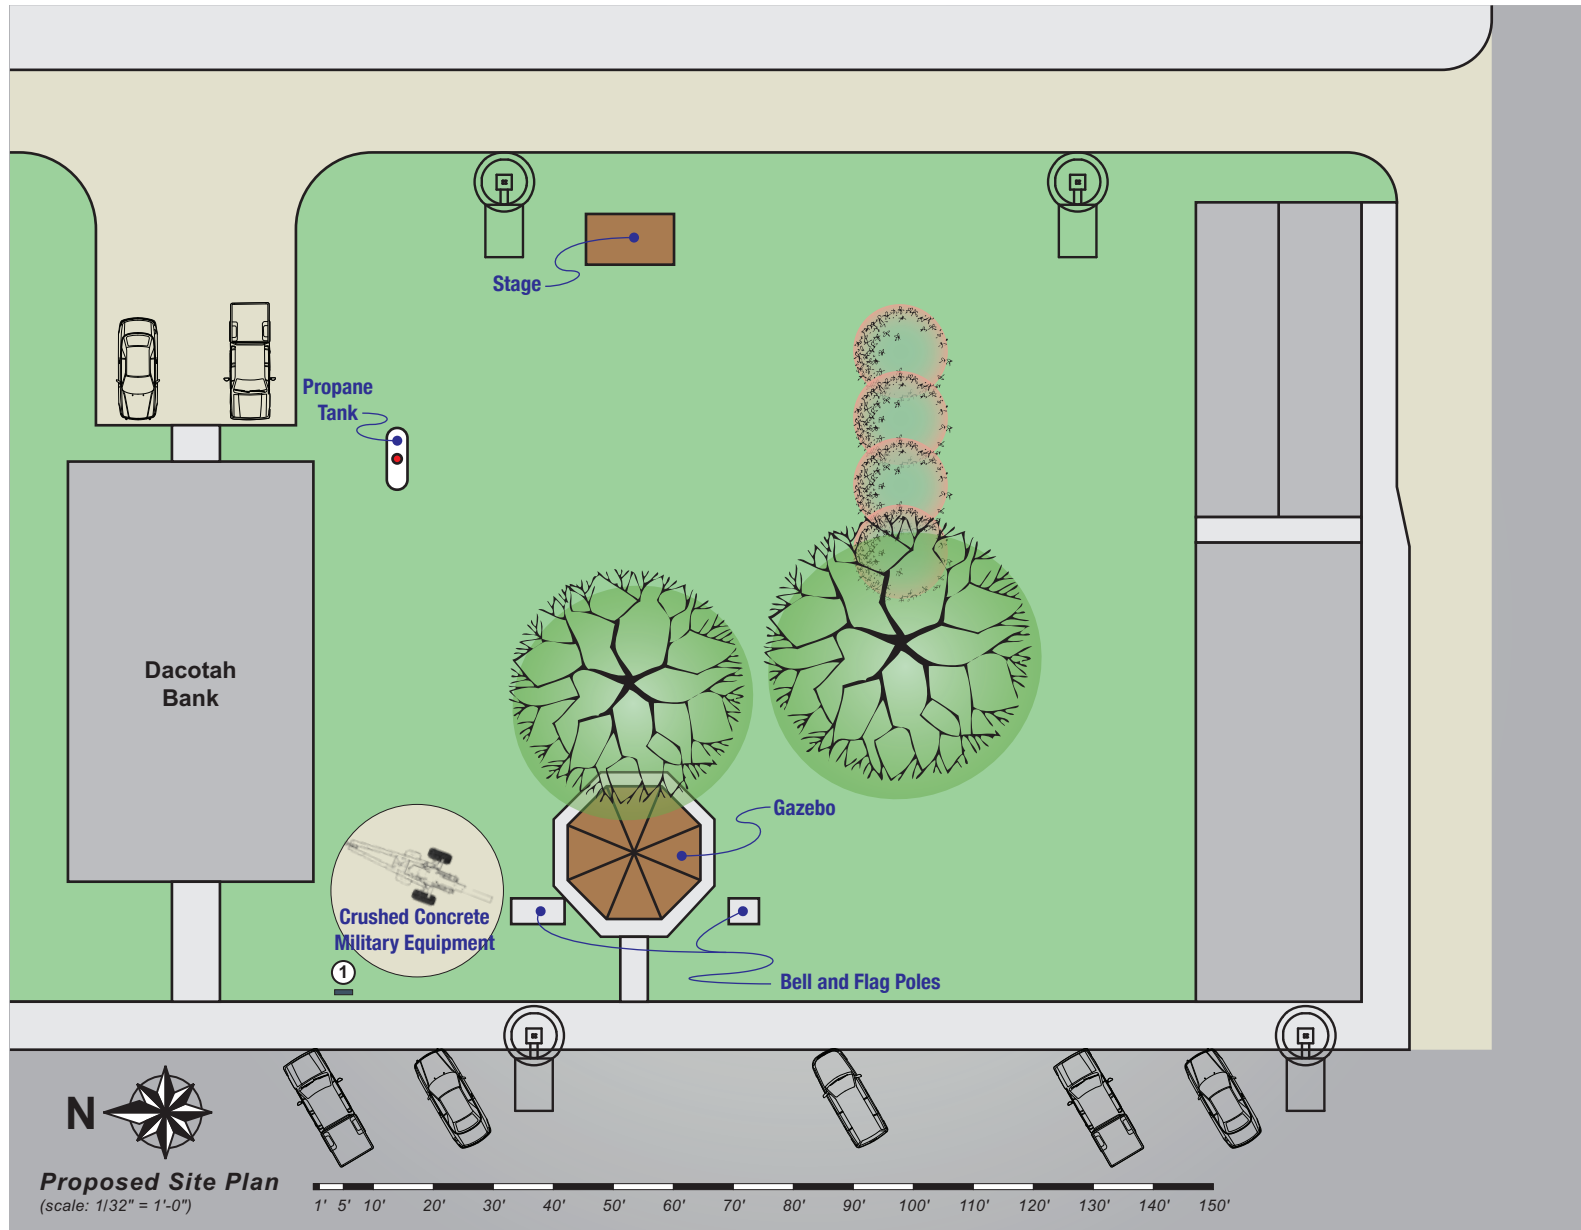 Stage
Propane
Tank
Dacotah
Bank
Gazebo
Crushed Concrete
Military Equipment
1
Bell and Flag Poles
N
Proposed Site Plan
(scale: 1/32" = 1'-0")
1' 5' 10' 20' 30' 40' 50' 60' 70' 80' 90' 100' 110' 120' 130' 140' 150'